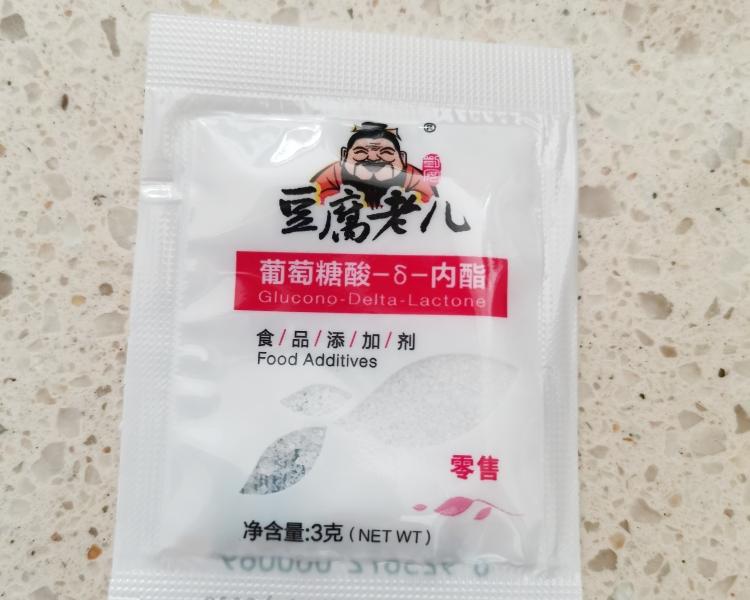 豆腐老儿
葡萄糖酸-δ-内酯
Glucono-Delta-Lactone
食/品/添/加/剂
Food Additives
零售
净含量:3克(NET WT)